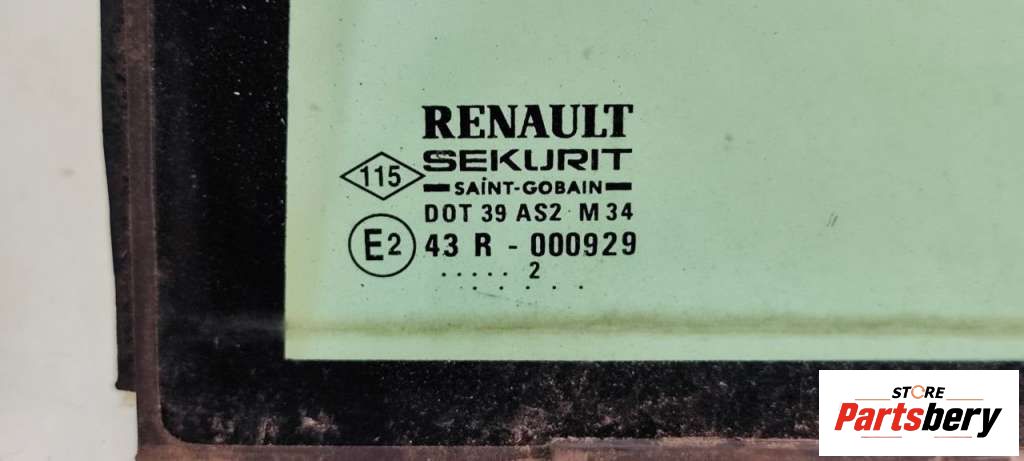 RENAULT
115
SEKURIT
SAINT-GOBAIN
DOT 39 AS2 M 34
E2 43 R - 000929
..... 2
. . . . . .
STORE
Partsbery